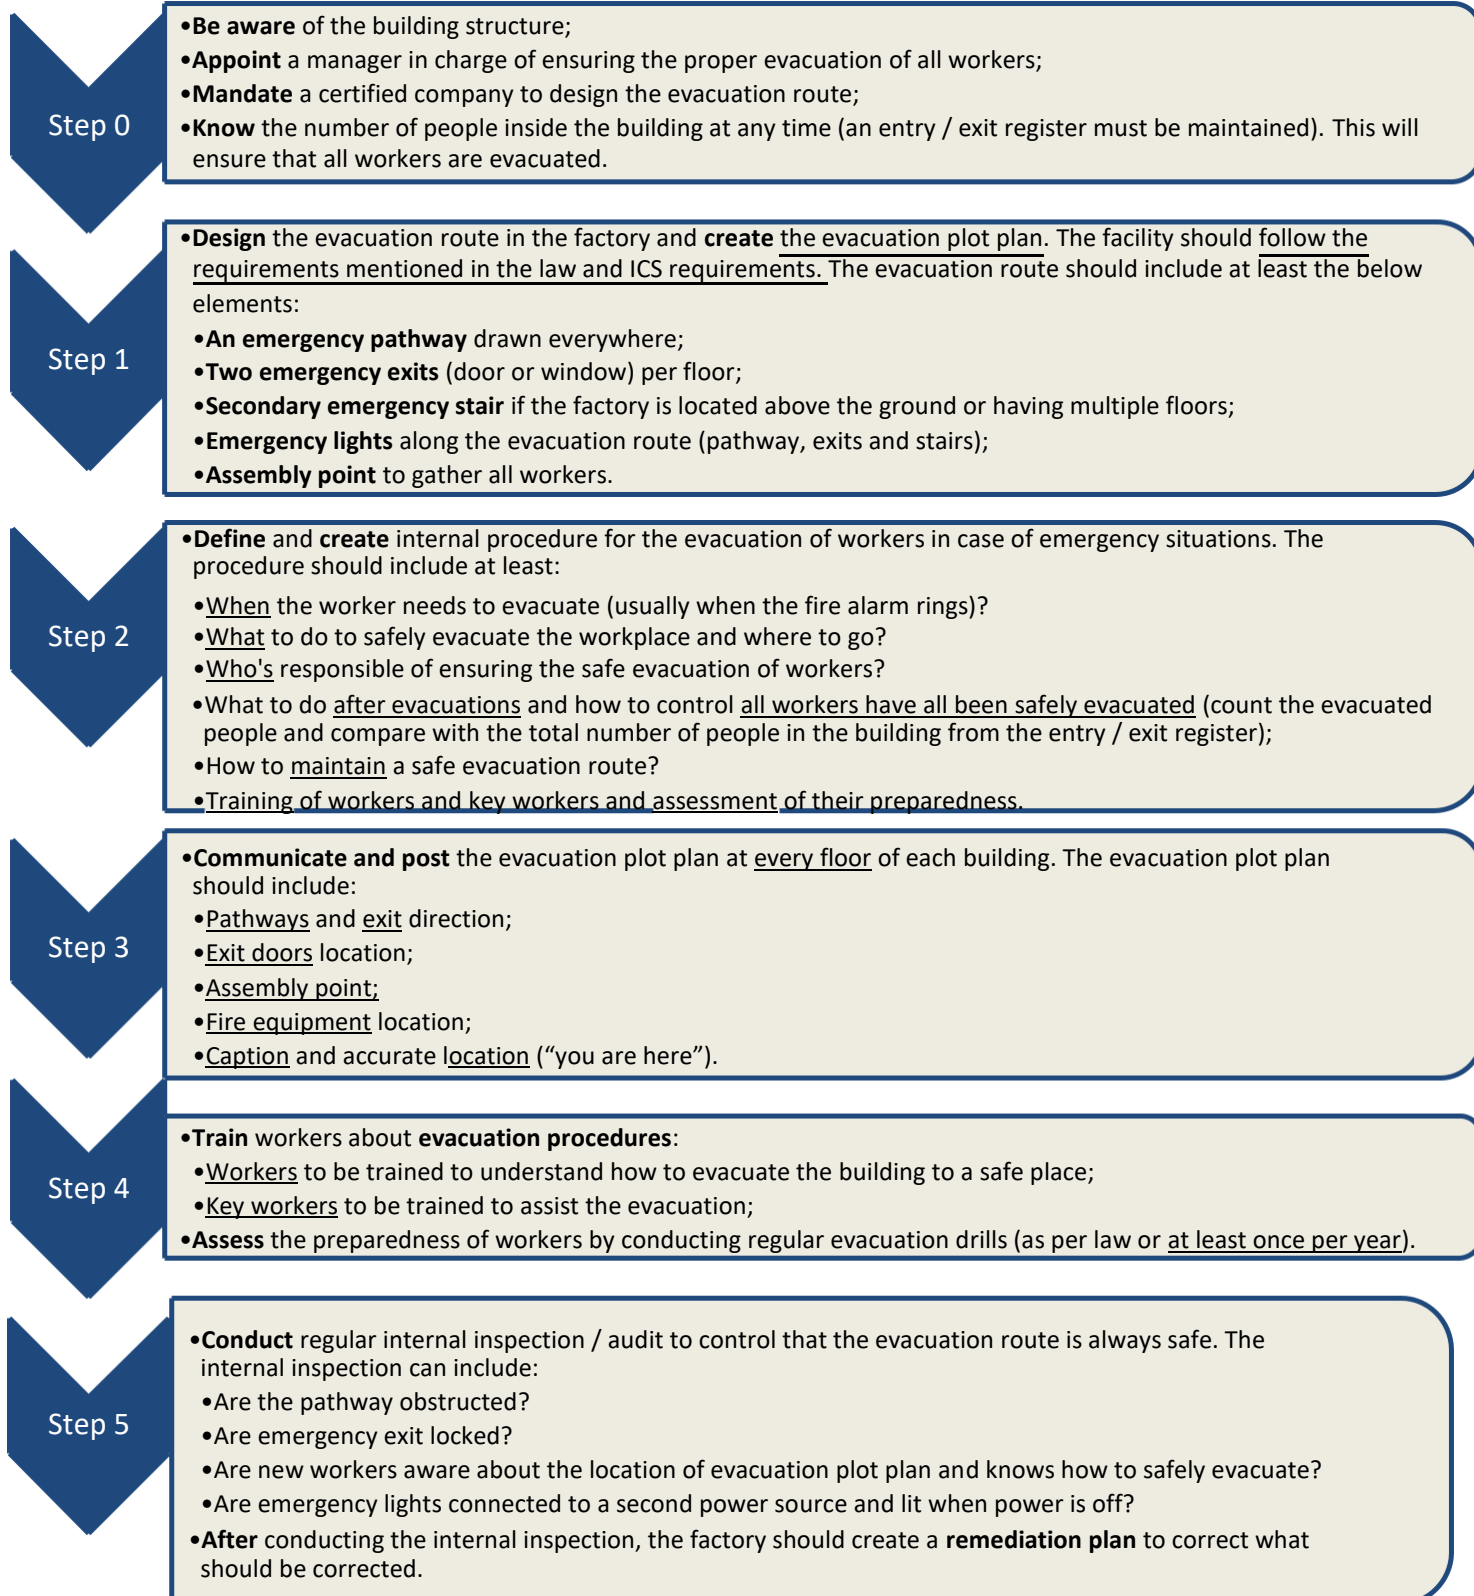 Step 0
•Be aware of the building structure;
•Appoint a manager in charge of ensuring the proper evacuation of all workers;
•Mandate a certified company to design the evacuation route;
•Know the number of people inside the building at any time (an entry / exit register must be maintained). This will
ensure that all workers are evacuated.
Step 1
•Design the evacuation route in the factory and create the evacuation plot plan. The facility should follow the
requirements mentioned in the law and ICS requirements. The evacuation route should include at least the below
elements:
•An emergency pathway drawn everywhere;
•Two emergency exits (door or window) per floor;
•Secondary emergency stair if the factory is located above the ground or having multiple floors;
•Emergency lights along the evacuation route (pathway, exits and stairs);
•Assembly point to gather all workers.
Step 2
•Define and create internal procedure for the evacuation of workers in case of emergency situations. The
procedure should include at least:
•When the worker needs to evacuate (usually when the fire alarm rings)?
•What to do to safely evacuate the workplace and where to go?
•Who's responsible of ensuring the safe evacuation of workers?
•What to do after evacuations and how to control all workers have all been safely evacuated (count the evacuated
people and compare with the total number of people in the building from the entry / exit register);
•How to maintain a safe evacuation route?
•Training of workers and key workers and assessment of their preparedness.
Step 3
•Communicate and post the evacuation plot plan at every floor of each building. The evacuation plot plan
should include:
•Pathways and exit direction;
•Exit doors location;
•Assembly point;
•Fire equipment location;
•Caption and accurate location (“you are here”).
Step 4
•Train workers about evacuation procedures:
•Workers to be trained to understand how to evacuate the building to a safe place;
•Key workers to be trained to assist the evacuation;
•Assess the preparedness of workers by conducting regular evacuation drills (as per law or at least once per year).
Step 5
•Conduct regular internal inspection / audit to control that the evacuation route is always safe. The
internal inspection can include:
•Are the pathway obstructed?
•Are emergency exit locked?
•Are new workers aware about the location of evacuation plot plan and knows how to safely evacuate?
•Are emergency lights connected to a second power source and lit when power is off?
•After conducting the internal inspection, the factory should create a remediation plan to correct what
should be corrected.